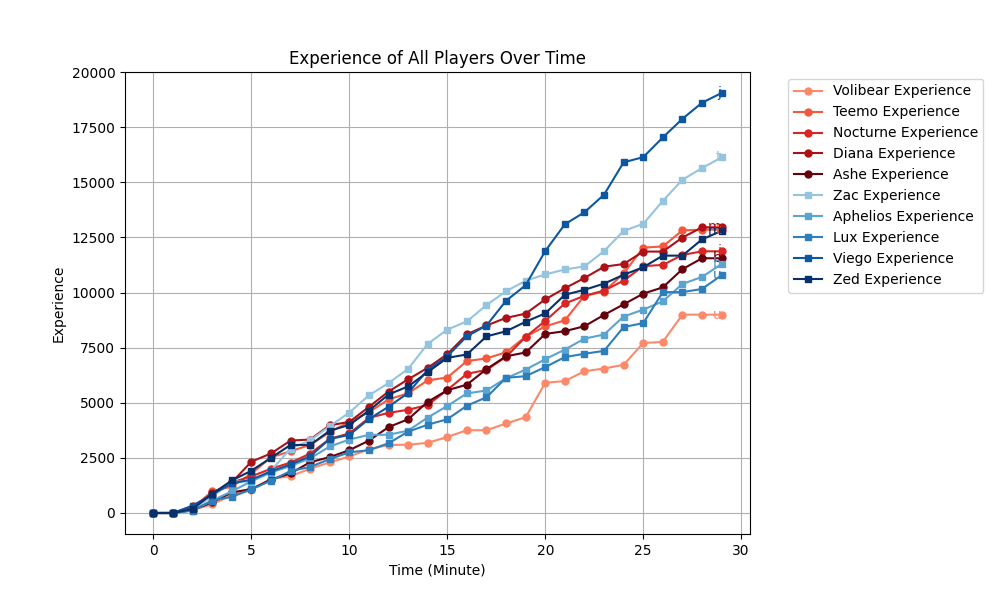 Experience of All Players Over Time
20000
17500
15000
12500
10000
7500
5000
2500
0
Experience
0 5 10 15 20 25 30
Time (Minute)
Volibear Experience
Teemo Experience
Nocturne Experience
Diana Experience
Ashe Experience
Zac Experience
Aphelios Experience
Lux Experience
Viego Experience
Zed Experience